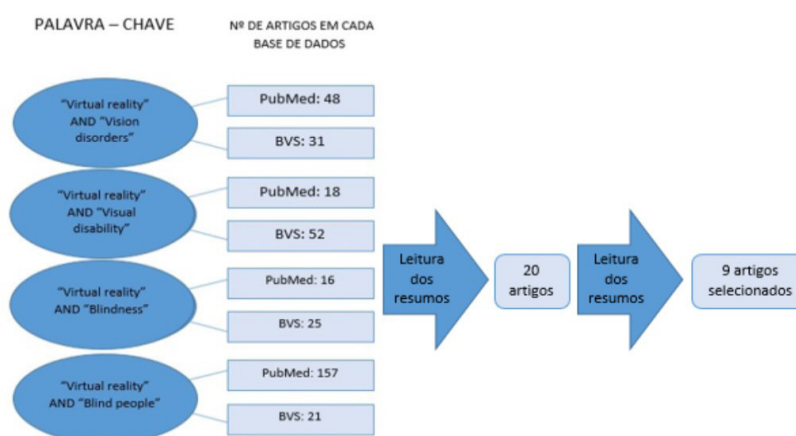 PALAVRA – CHAVE
Nº DE ARTIGOS EM CADA
BASE DE DADOS
"Virtual reality"
AND "Vision
disorders"
PubMed: 48
BVS: 31
"Virtual reality"
AND "Visual
disability"
PubMed: 18
BVS: 52
"Virtual reality"
AND "Blindness"
PubMed: 16
BVS: 25
"Virtual reality"
AND "Blind people"
PubMed: 157
BVS: 21
Leitura
dos
resumos
20
artigos
Leitura
dos
resumos
9 artigos
selecionados